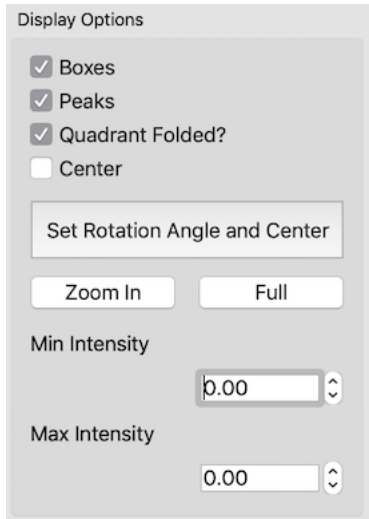 Display Options
Boxes
Peaks
Quadrant Folded?
Center
Set Rotation Angle and Center
Zoom In Full
Min Intensity
0.00
Max Intensity
0.00